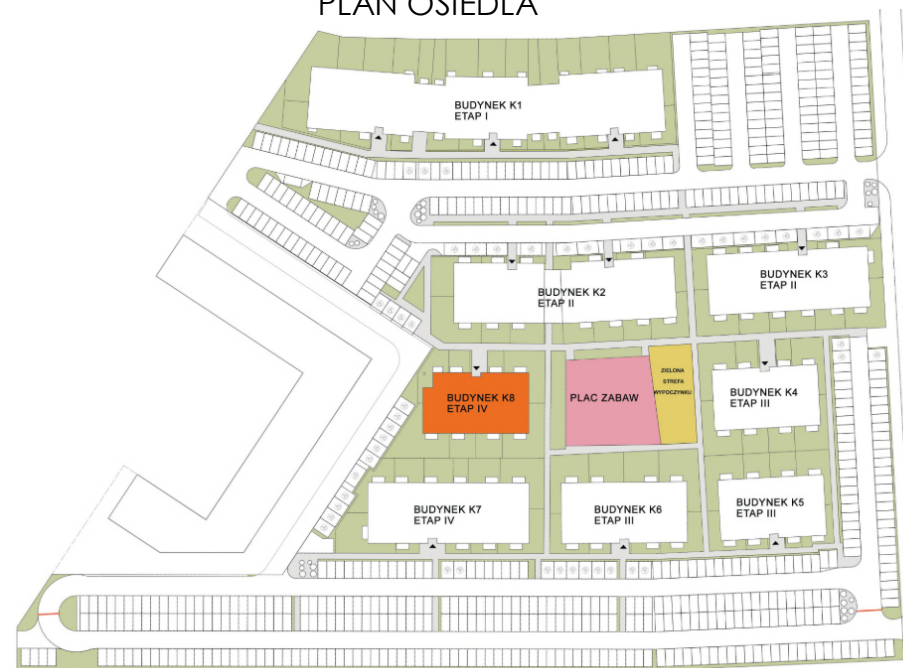 PLAN OSIEDLA
BUDYNEK K1
ETAP I
BUDYNEK K2
ETAP II
BUDYNEK K3
ETAP II
BUDYNEK K8
ETAP IV
PLAC ZABAW
ZIELONA
STREFA
WYPOCZYNKU
BUDYNEK K4
ETAP III
BUDYNEK K7
ETAP IV
BUDYNEK K6
ETAP III
BUDYNEK K5
ETAP III